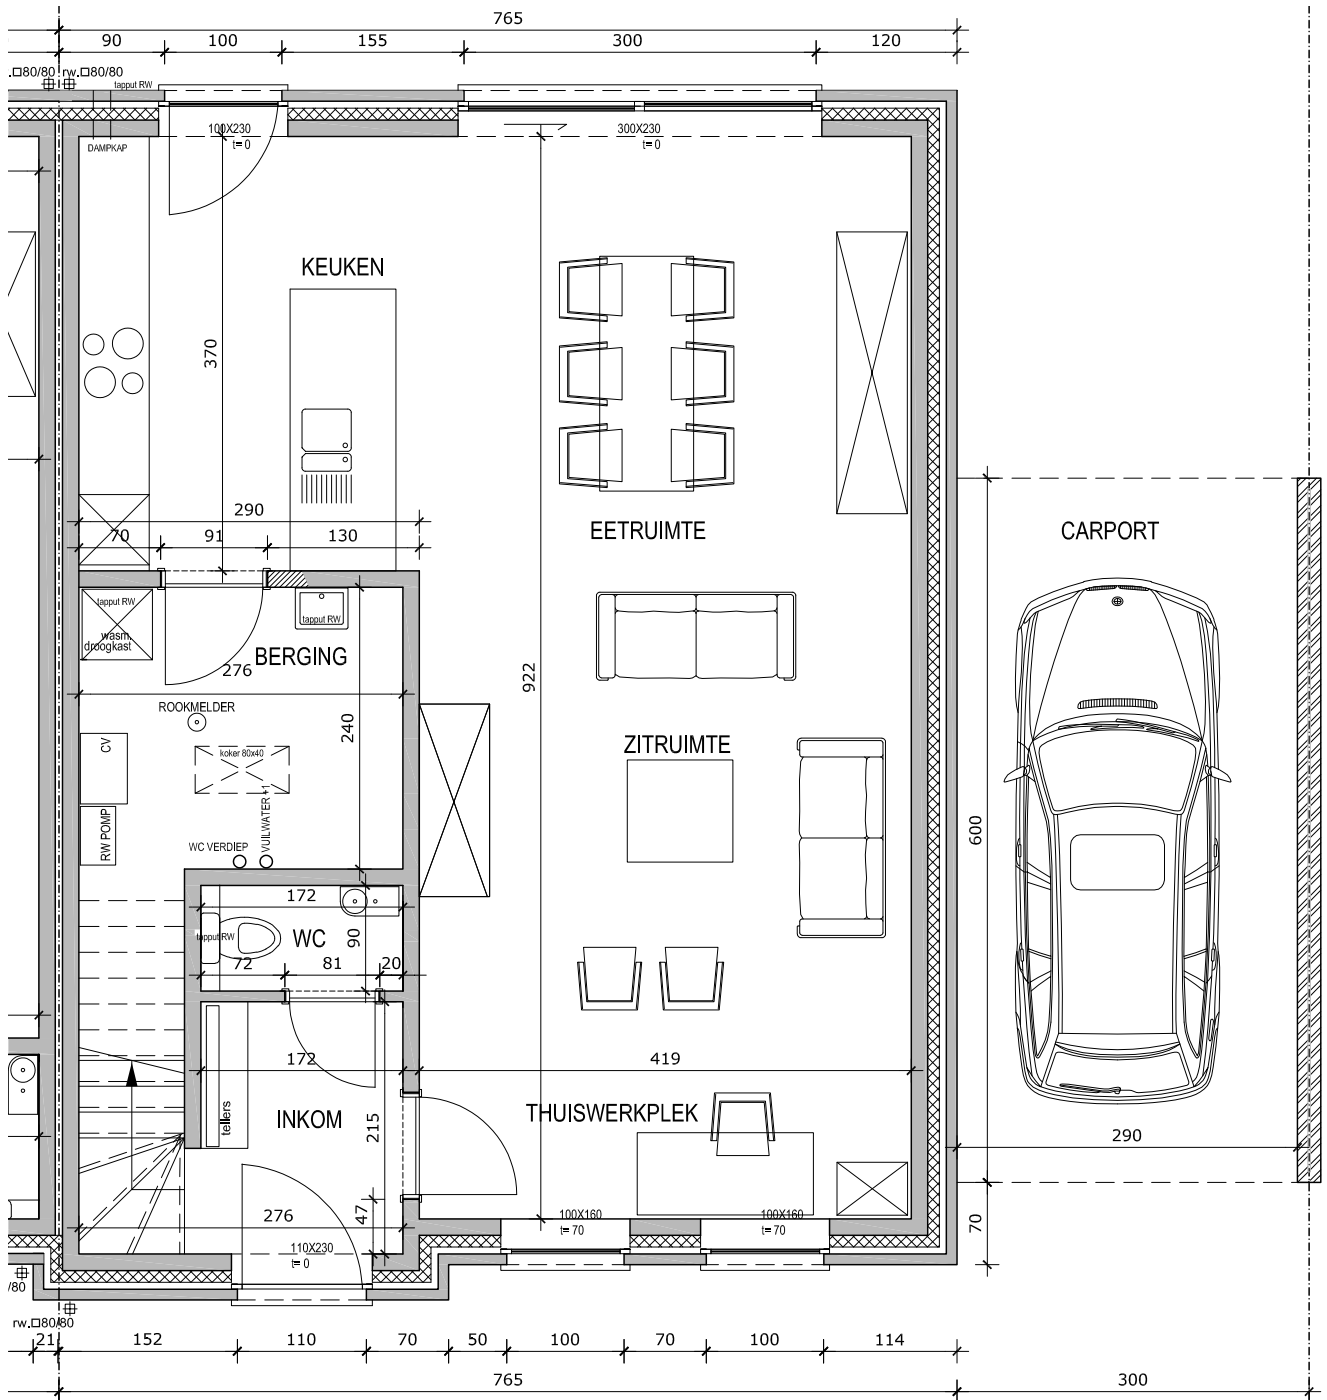 765
90 100 155 300 120
.□80/80 rw.□80/80
tapput RW
100X230
t= 0
300X230
t= 0
DAMPKAP
KEUKEN
370
290
70 91 130
EETRUIMTE
CARPORT
tapput RW
wasm.
droogkast
tapput RW
BERGING
276
922
ROOKMELDER
240
CV
koker 80x40
ZITRUIMTE
RW POMP
WC VERDIEP
VUILWATER +1
600
172
tapput RW
WC
90
72 81 20
172
419
tellers
INKOM
215
THUISWERKPLEK
290
276
47
100X160
t= 70
100X160
t= 70
70
110X230
t= 0
/80
rw.□80/80
21 152 110 70 50 100 70 100 114
765 300